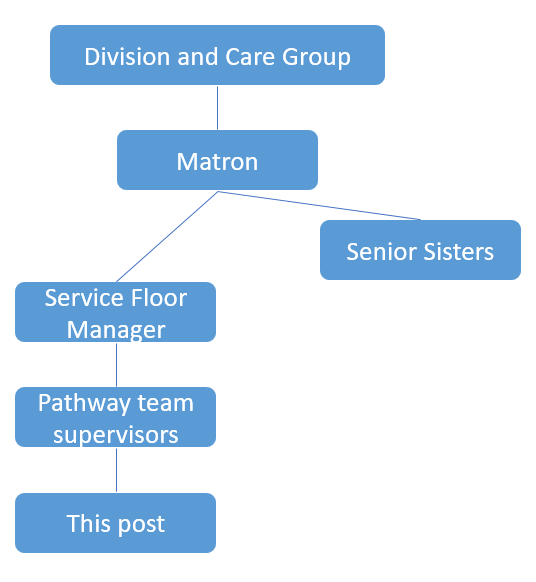 Division and Care Group
Matron
Senior Sisters
Service Floor
Manager
Pathway team
supervisors
This post